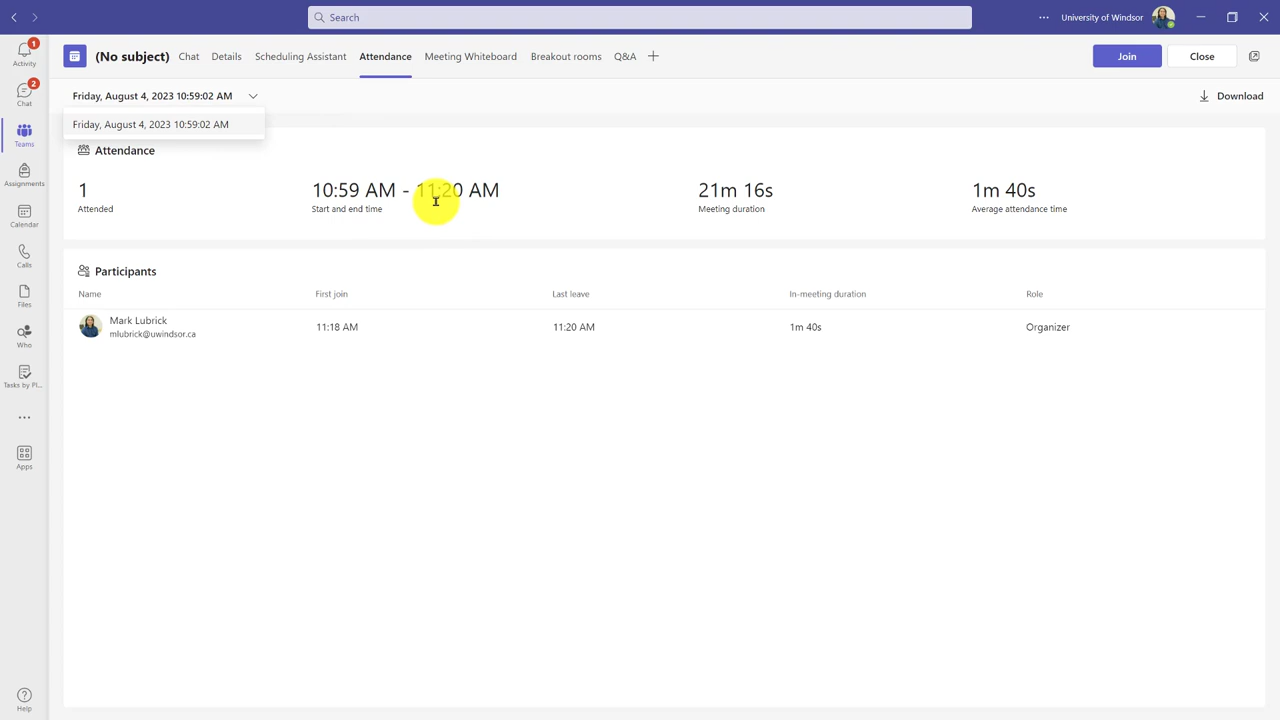 Search
University of Windsor
(No subject) Chat Details Scheduling Assistant Attendance Meeting Whiteboard Breakout rooms Q&A
Join Close
1
Activity
2
Chat
Teams
Assignments
Calendar
Calls
Files
Who
Tasks by Pl...
Apps
Help
Friday, August 4, 2023 10:59:02 AM
Download
Friday, August 4, 2023 10:59:02 AM
Attendance
1 10:59 AM - 11:20 AM 21m 16s 1m 40s
Attended Start and end time Meeting duration Average attendance time
Participants
Name First join Last leave In-meeting duration Role
Mark Lubrick 11:18 AM 11:20 AM 1m 40s Organizer
mlubrick@uwindsor.ca